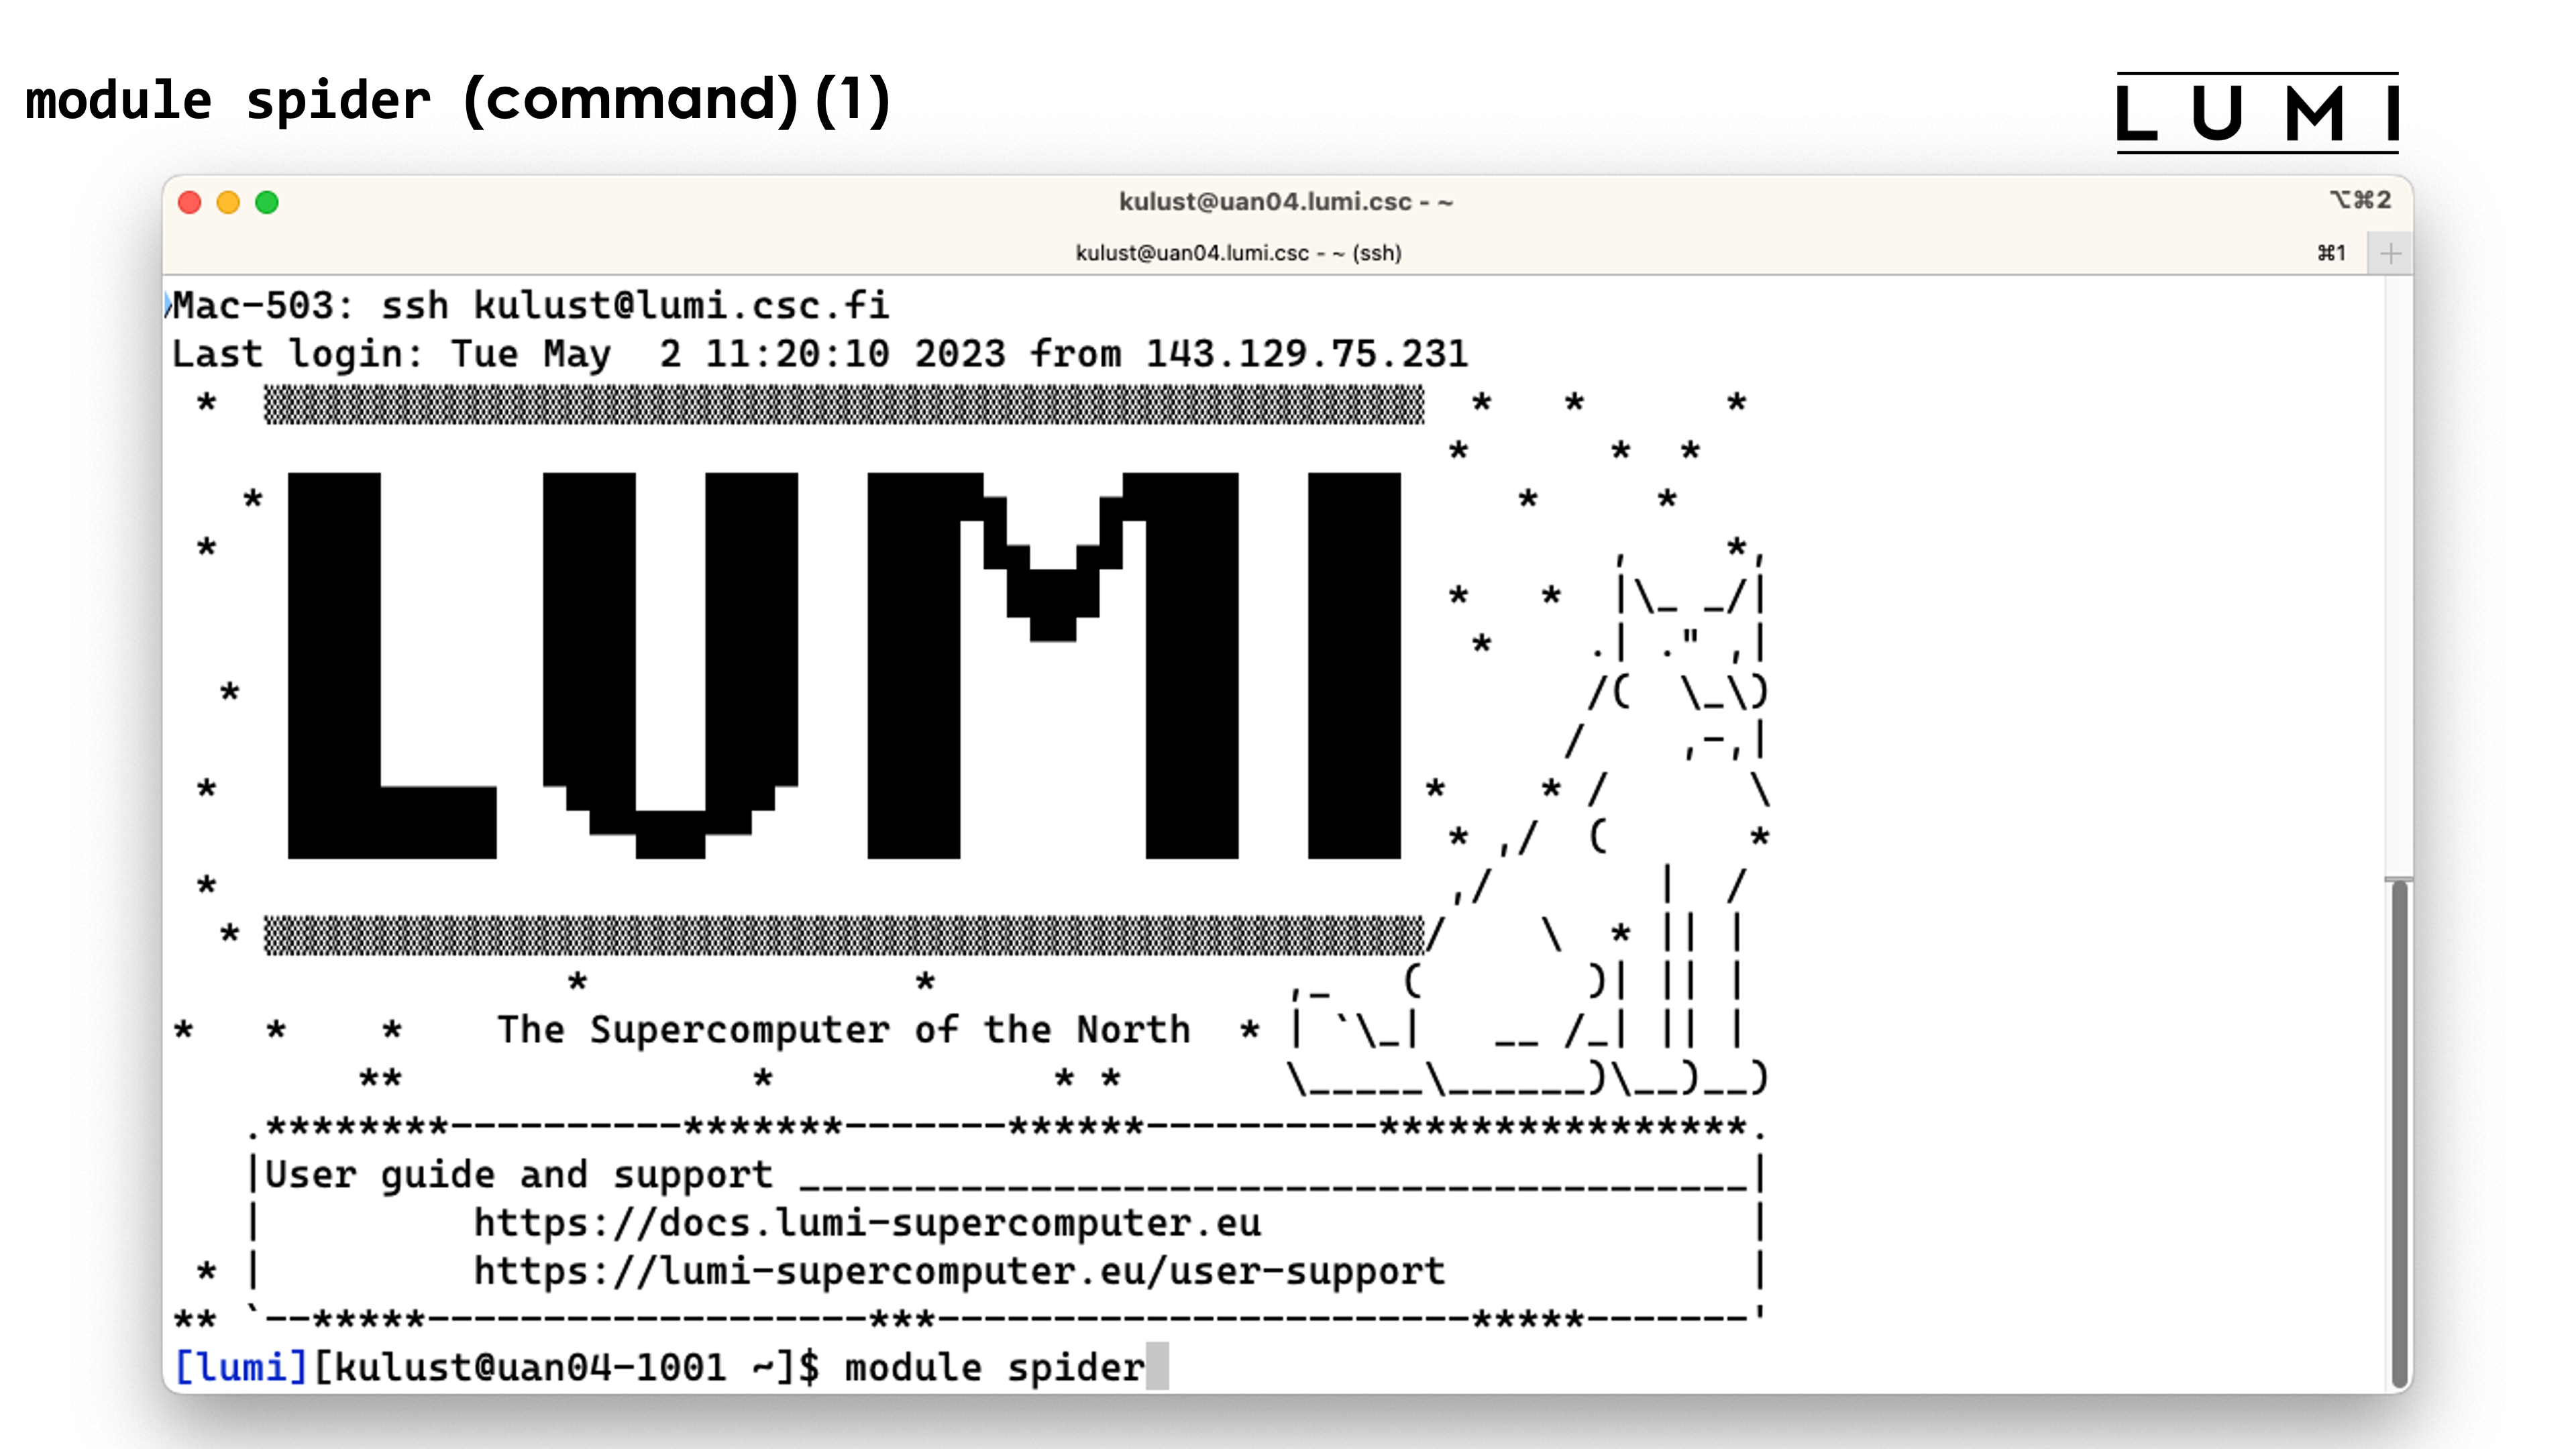 module spider (command) (1)
LUMI
kulust@uan04.lumi.csc - ~
⌥⌘2
kulust@uan04.lumi.csc - ~ (ssh)
⌘1
Mac-503: ssh kulust@lumi.csc.fi
Last login: Tue May  2 11:20:10 2023 from 143.129.75.231
LUMI
The Supercomputer of the North
User guide and support
https://docs.lumi-supercomputer.eu
https://lumi-supercomputer.eu/user-support
[lumi][kulust@uan04-1001 ~]$ module spider